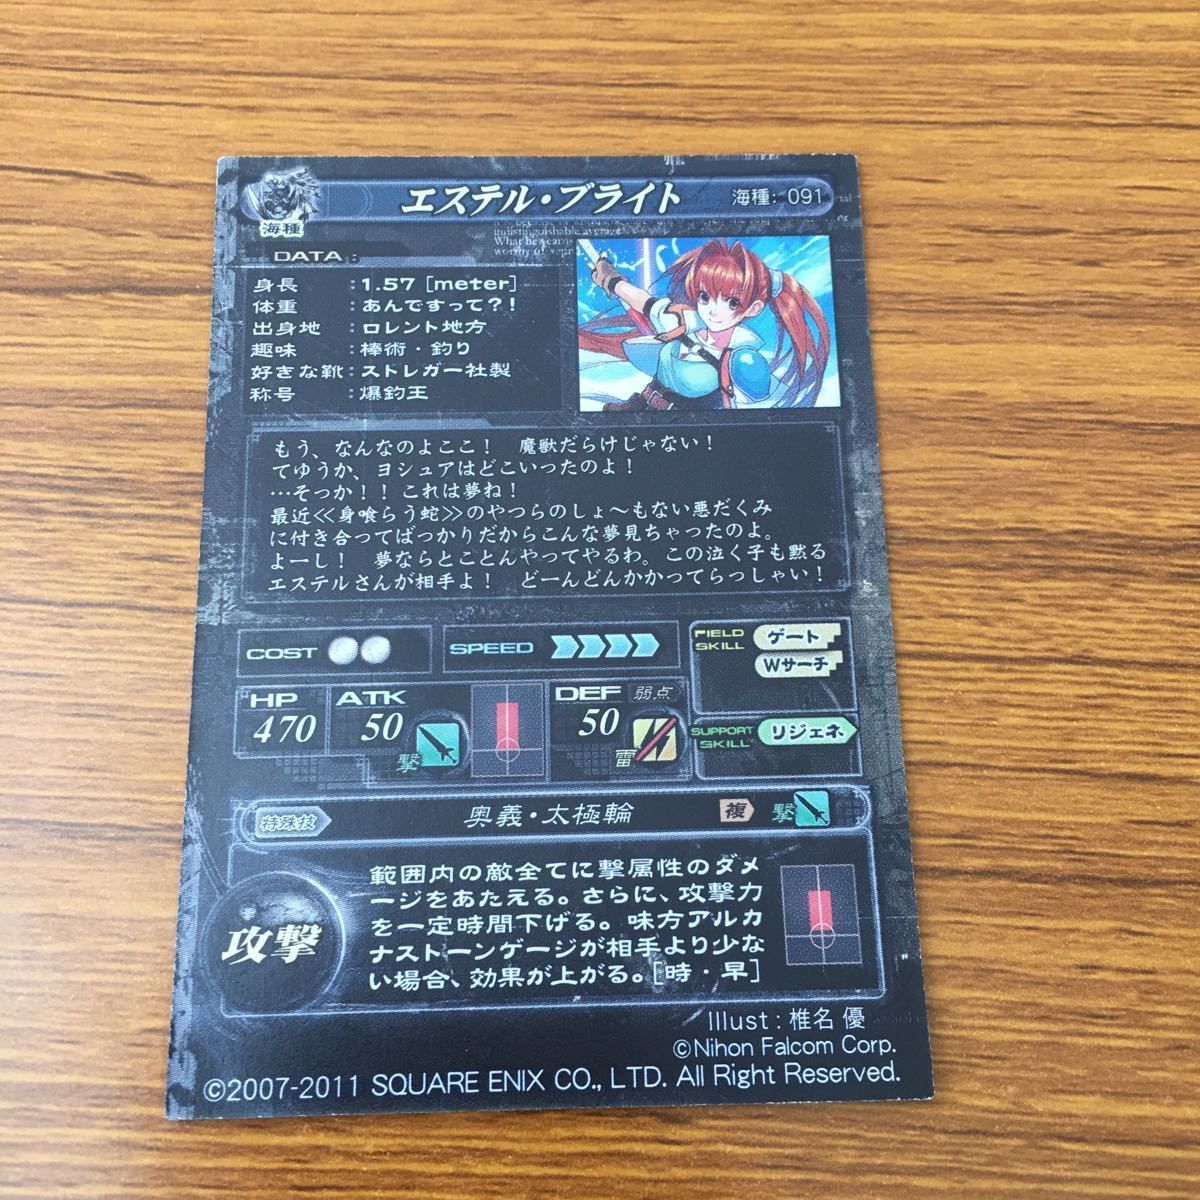 エステル・ブライト 海種: 091
海種
DATA:
身長 : 1.57 [meter]
体重 : あんですって?!
出身地 : ロレント地方
趣味 : 棒術・釣り
好きな靴 : ストレガー社製
称号 : 爆釣王
もう、なんなのよここ! 魔獣だらけじゃない!
てゆうか、ヨシュアはどこいったのよ!
…そっか!!これは夢ね!
最近≪身喰らう蛇≫のやつらのしょ〜もない悪だくみ
に付き合ってばっかりだからこんな夢見ちゃったのよ。
よーし! 夢ならとことんやってやるわ。この泣く子も黙る
エステルさんが相手よ! どーんどんかかってらっしゃい!
COST
SPEED
FIELD SKILL ゲート
Wサーチ
HP 470
ATK 50 撃
DEF 50 弱点 雷
SUPPORT SKILL リジェネ
特殊技 奥義・太極輪 複 撃
攻撃
範囲内の敵全てに撃属性のダメ
ージをあたえる。さらに、攻撃力
を一定時間下げる。味方アルカ
ナストーンゲージが相手より少な
い場合、効果が上がる。[時・早]
Illust : 椎名 優
©Nihon Falcom Corp.
©2007-2011 SQUARE ENIX CO., LTD. All Right Reserved.